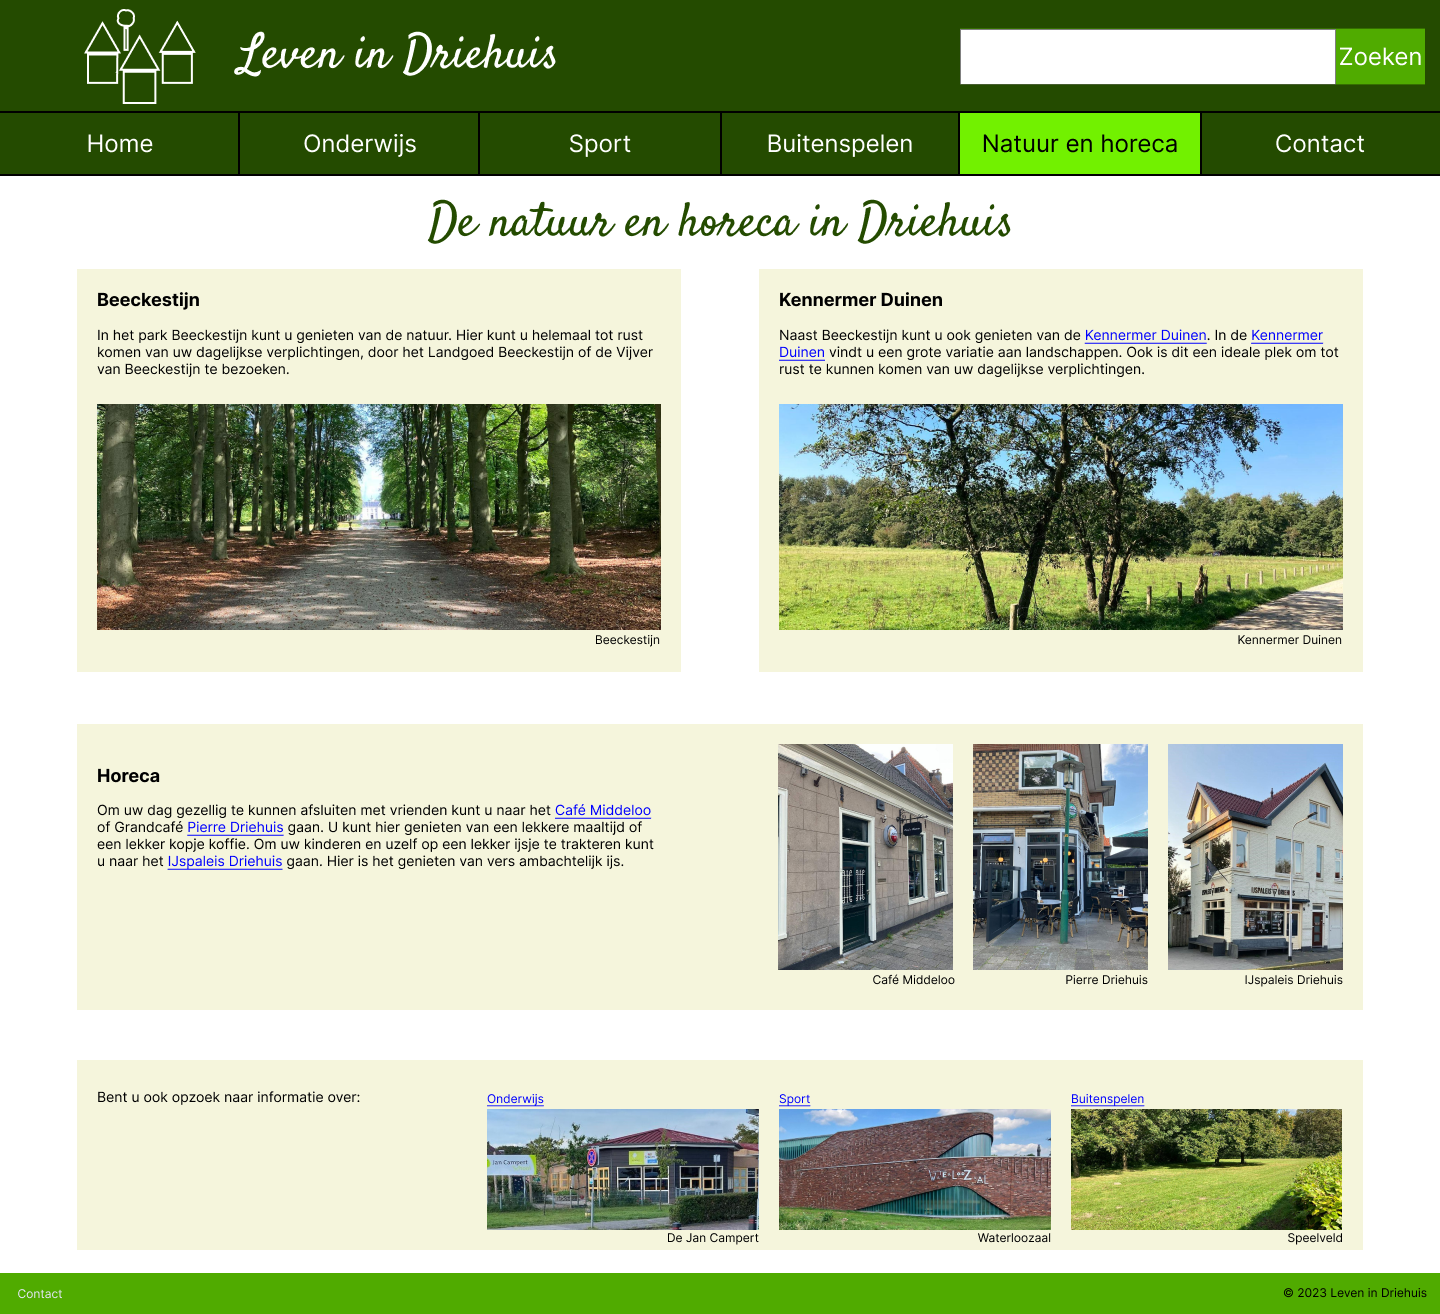 Leven in Driehuis
Zoeken
Home
Onderwijs
Sport
Buitenspelen
Natuur en horeca
Contact
De natuur en horeca in Driehuis
Beeckestijn
In het park Beeckestijn kunt u genieten van de natuur. Hier kunt u helemaal tot rust
komen van uw dagelijkse verplichtingen, door het Landgoed Beeckestijn of de Vijver
van Beeckestijn te bezoeken.
Beeckestijn
Kennermer Duinen
Naast Beeckestijn kunt u ook genieten van de Kennermer Duinen. In de Kennermer
Duinen vindt u een grote variatie aan landschappen. Ook is dit een ideale plek om tot
rust te kunnen komen van uw dagelijkse verplichtingen.
Kennermer Duinen
Horeca
Om uw dag gezellig te kunnen afsluiten met vrienden kunt u naar het Café Middeloo
of Grandcafé Pierre Driehuis gaan. U kunt hier genieten van een lekkere maaltijd of
een lekker kopje koffie. Om uw kinderen en uzelf op een lekker ijsje te trakteren kunt
u naar het IJspaleis Driehuis gaan. Hier is het genieten van vers ambachtelijk ijs.
IJSPALEIS DRIEHUIS
Café Middeloo
Pierre Driehuis
IJspaleis Driehuis
Bent u ook opzoek naar informatie over:
Onderwijs
Jan Campert
De Jan Campert
Sport
WATERLOOZAAL
Waterloozaal
Buitenspelen
Speelveld
Contact
© 2023 Leven in Driehuis